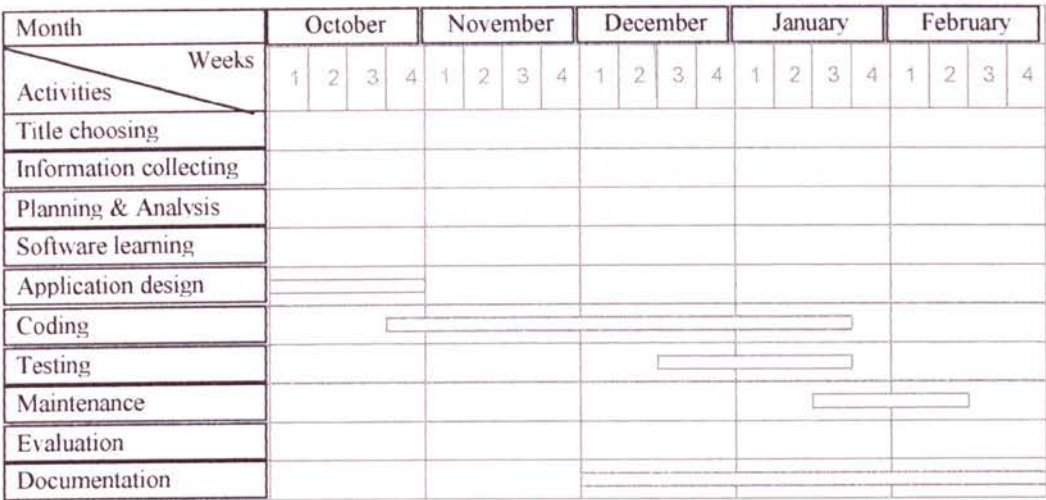 Month October November December January February
Weeks
1 2 3 4 1 2 3 4 1 2 3 4 1 2 3 4 1 2 3 4
Activities
Title choosing
Information collecting
Planning & Analysis
Software learning
Application design
Coding
Testing
Maintenance
Evaluation
Documentation